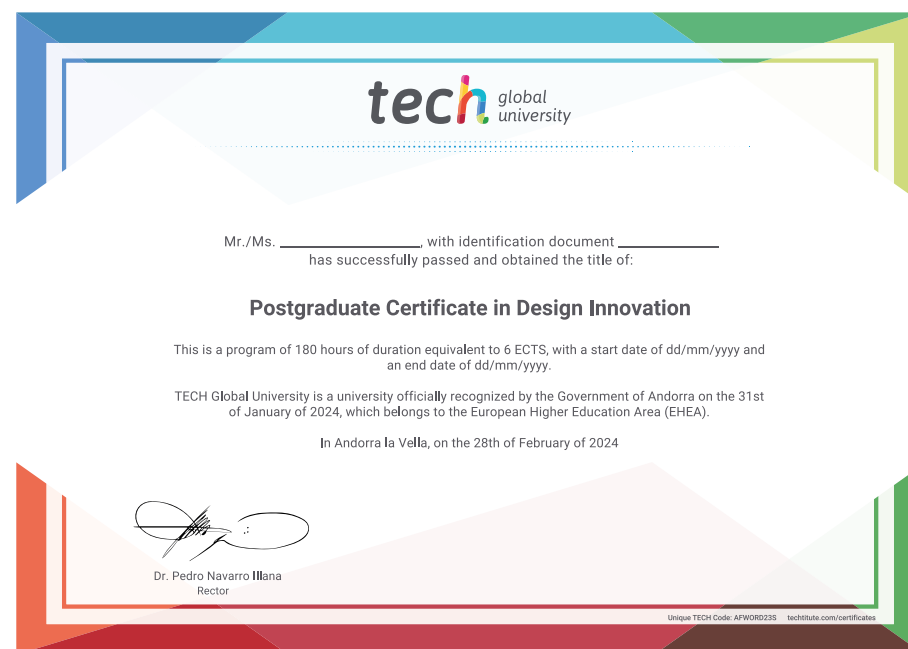 tech global university
Mr./Ms. ____________, with identification document ____________
has successfully passed and obtained the title of:
Postgraduate Certificate in Design Innovation
This is a program of 180 hours of duration equivalent to 6 ECTS, with a start date of dd/mm/yyyy and
an end date of dd/mm/yyyy.
TECH Global University is a university officially recognized by the Government of Andorra on the 31st
of January of 2024, which belongs to the European Higher Education Area (EHEA).
In Andorra la Vella, on the 28th of February of 2024
Dr. Pedro Navarro Illana
Rector
Unique TECH Code: AFWORD23S techtitute.com/certificates